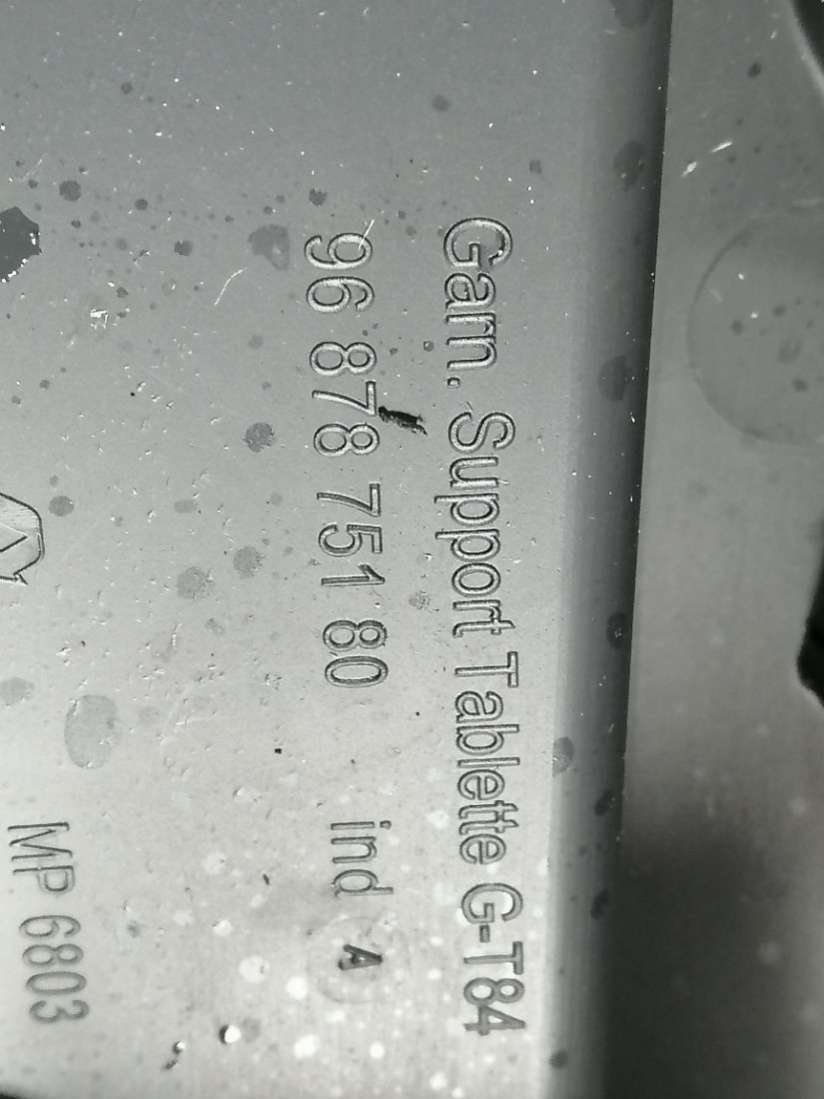 Garn. Support Tablette G-T84
96 878 751 80 ind A
MP 6803